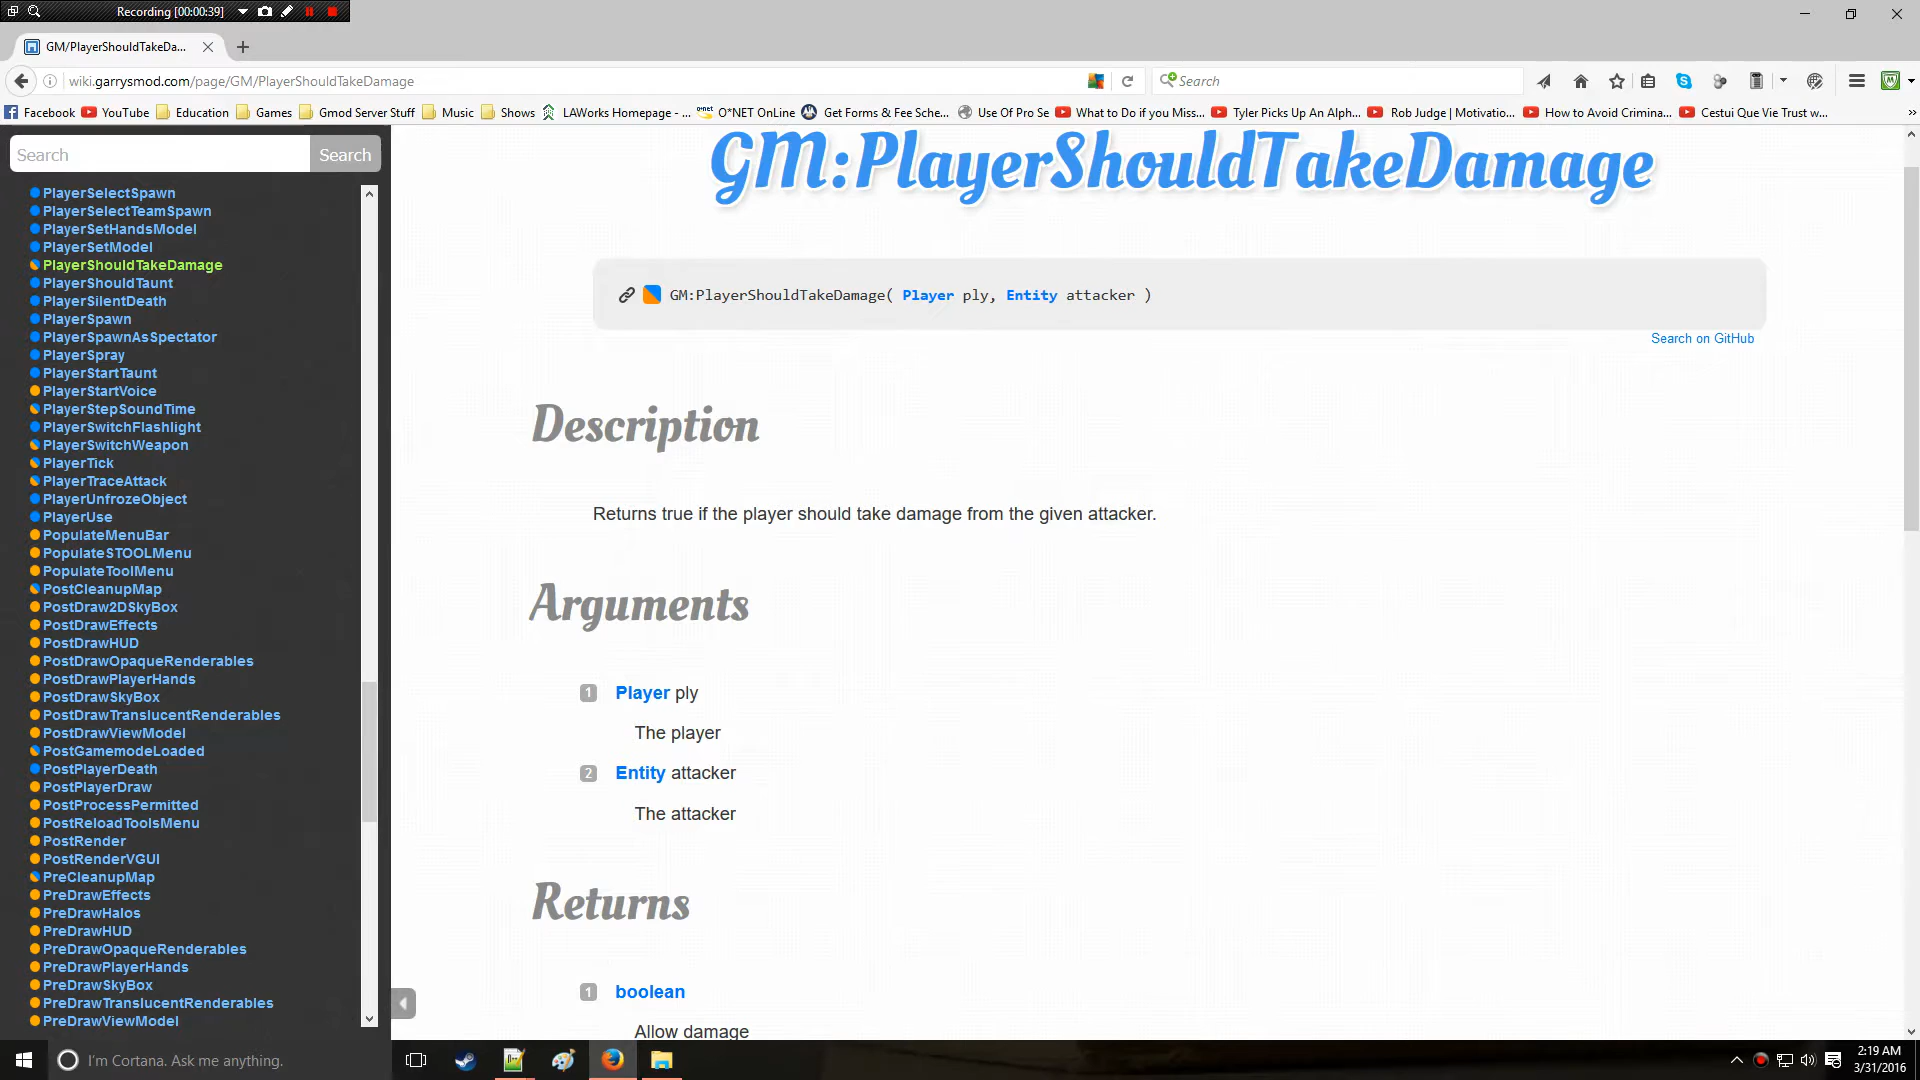 Recording [00:00:39]
GM/PlayerShouldTakeDa...
wiki.garrysmod.com/page/GM/PlayerShouldTakeDamage
Search
Facebook
YouTube
Education
Games
Gmod Server Stuff
Music
Shows
LAWorks Homepage - ...
O*NET OnLine
Get Forms & Fee Sche...
Use Of Pro Se
What to Do if you Miss...
Tyler Picks Up An Alph...
Rob Judge | Motivatio...
How to Avoid Crimina...
Cestui Que Vie Trust w...
Search
Search
PlayerSelectSpawn
PlayerSelectTeamSpawn
PlayerSetHandsModel
PlayerSetModel
PlayerShouldTakeDamage
PlayerShouldTaunt
PlayerSilentDeath
PlayerSpawn
PlayerSpawnAsSpectator
PlayerSpray
PlayerStartTaunt
PlayerStartVoice
PlayerStepSoundTime
PlayerSwitchFlashlight
PlayerSwitchWeapon
PlayerTick
PlayerTraceAttack
PlayerUnfrozeObject
PlayerUse
PopulateMenuBar
PopulateSTOOLMenu
PopulateToolMenu
PostCleanupMap
PostDraw2DSkyBox
PostDrawEffects
PostDrawHUD
PostDrawOpaqueRenderables
PostDrawPlayerHands
PostDrawSkyBox
PostDrawTranslucentRenderables
PostDrawViewModel
PostGamemodeLoaded
PostPlayerDeath
PostPlayerDraw
PostProcessPermitted
PostReloadToolsMenu
PostRender
PostRenderVGUI
PreCleanupMap
PreDrawEffects
PreDrawHalos
PreDrawHUD
PreDrawOpaqueRenderables
PreDrawPlayerHands
PreDrawSkyBox
PreDrawTranslucentRenderables
PreDrawViewModel
GM:PlayerShouldTakeDamage
GM:PlayerShouldTakeDamage( Player ply, Entity attacker )
Search on GitHub
Description
Returns true if the player should take damage from the given attacker.
Arguments
1 Player ply
The player
2 Entity attacker
The attacker
Returns
1 boolean
Allow damage
I'm Cortana. Ask me anything.
2:19 AM
3/31/2016